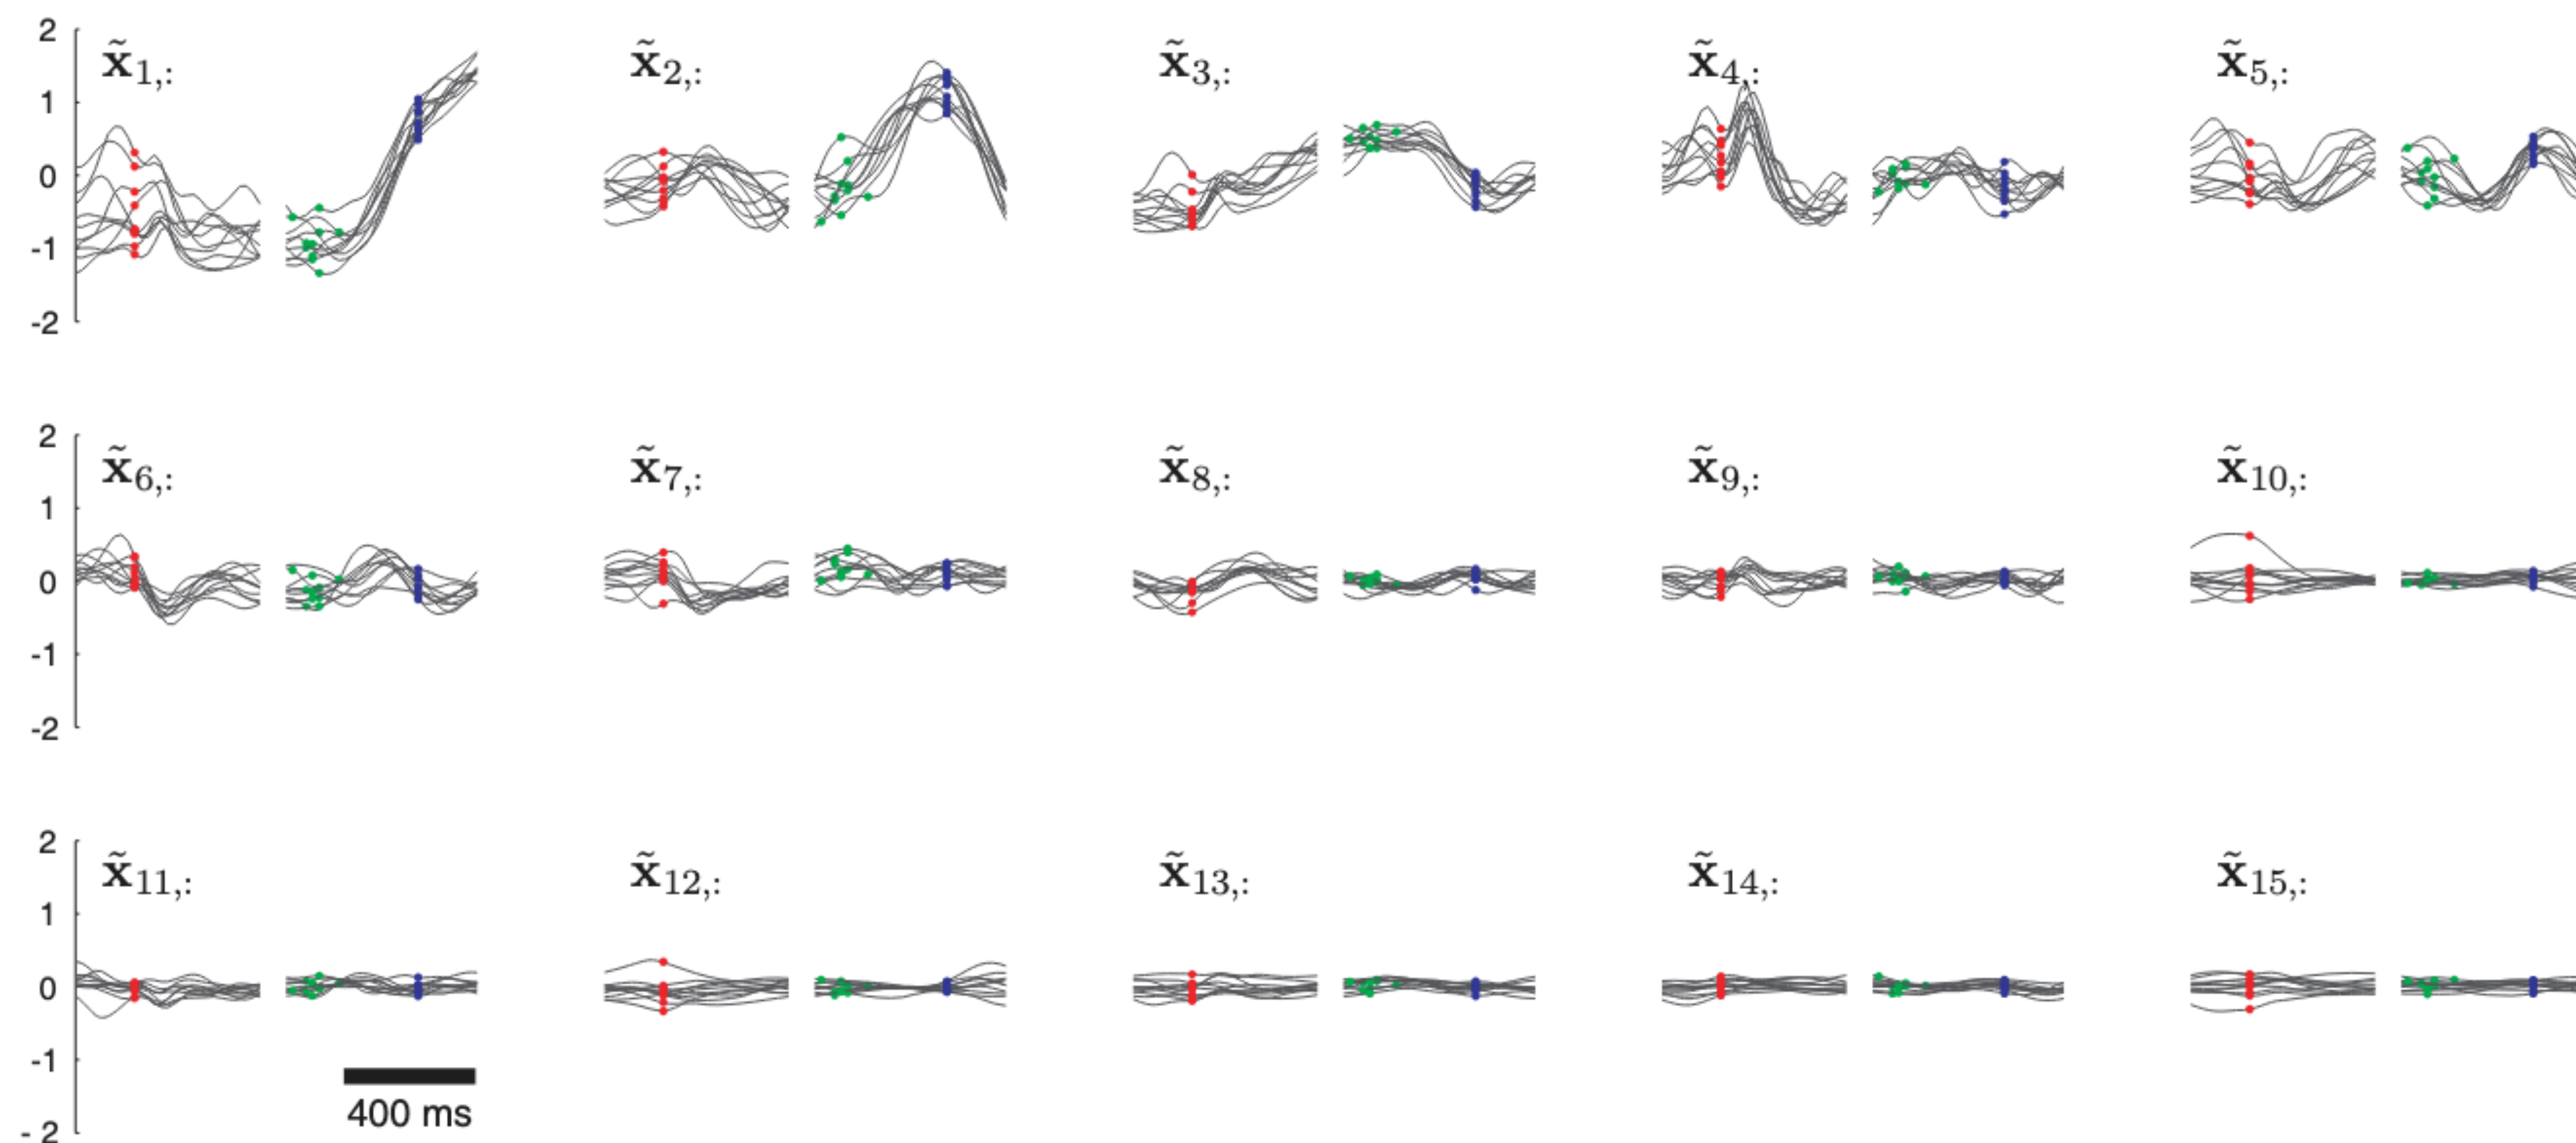 2
1
0
-1
-2
x̃1,:
x̃2,:
x̃3,:
x̃4,:
x̃5,:
2
1
0
-1
-2
x̃6,:
x̃7,:
x̃8,:
x̃9,:
x̃10,:
2
1
0
-1
- 2
x̃11,:
x̃12,:
x̃13,:
x̃14,:
x̃15,:
400 ms